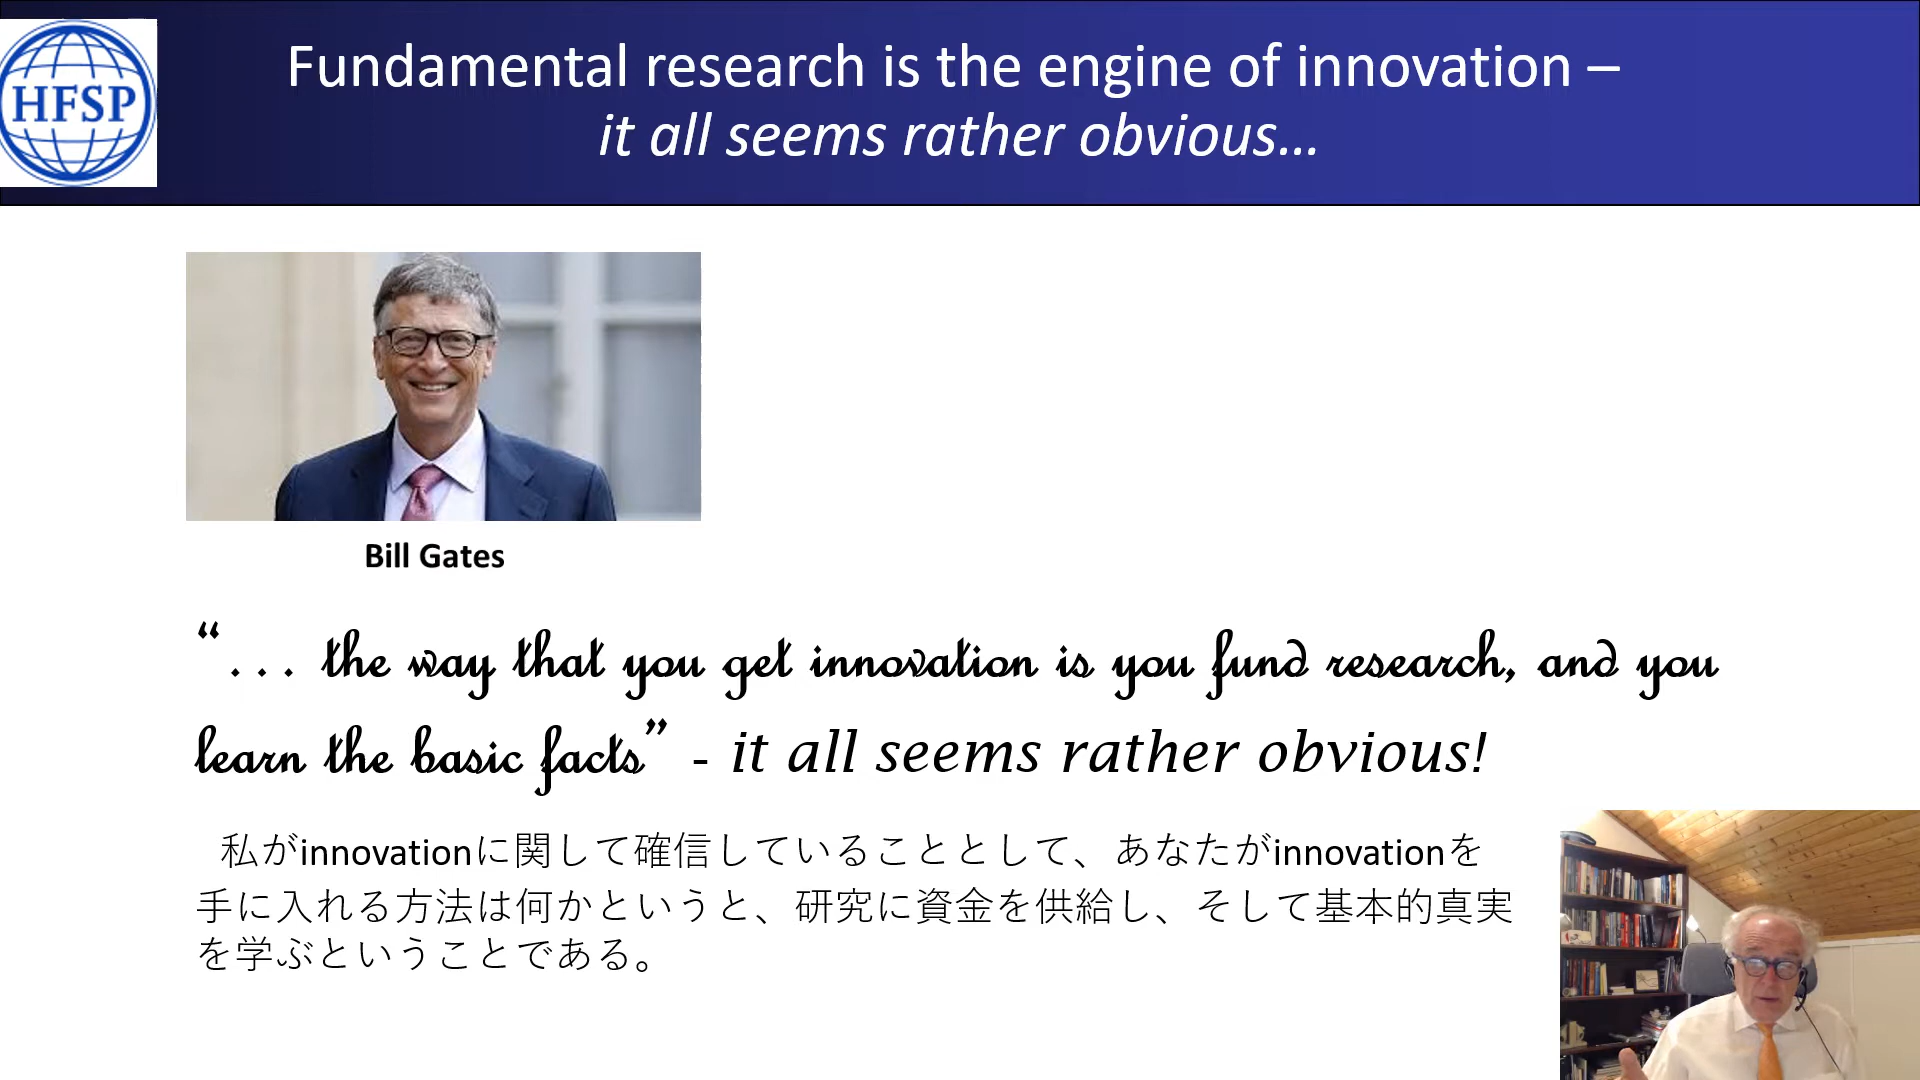 HFSP
Fundamental research is the engine of innovation –
it all seems rather obvious...
Bill Gates
“... the way that you get innovation is you fund research, and you
learn the basic facts” - it all seems rather obvious!
私がinnovationに関して確信していることとして、あなたがinnovationを
手に入れる方法は何かというと、研究に資金を供給し、そして基本的真実
を学ぶということである。